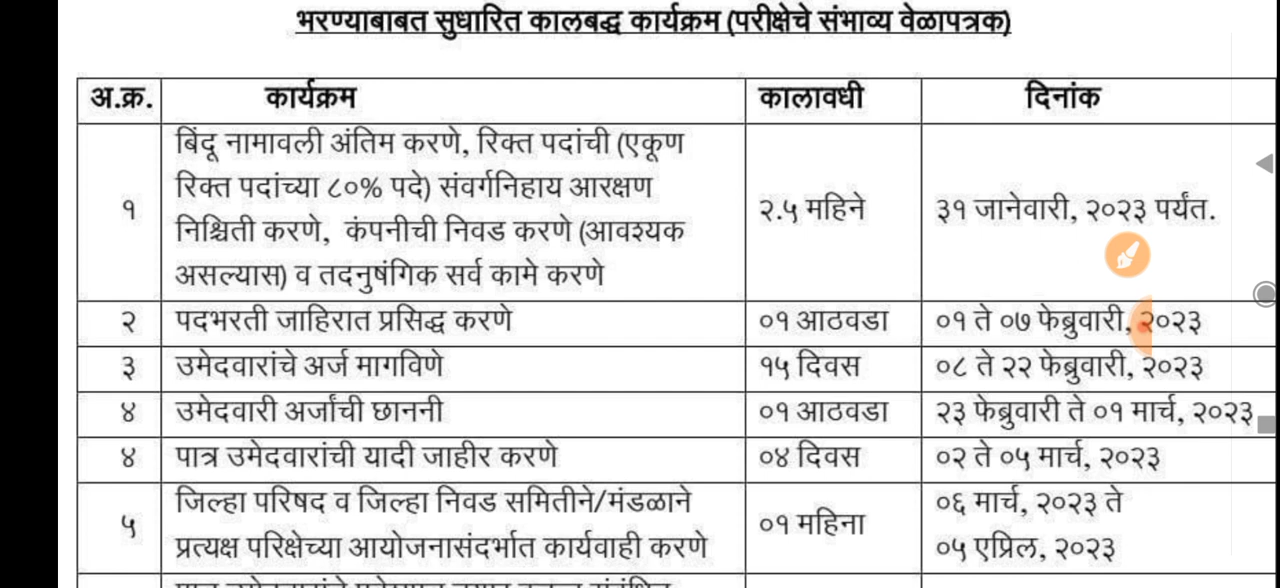 भरण्याबाबत सुधारित कालबद्ध कार्यक्रम (परीक्षेचे संभाव्य वेळापत्रक)
अ.क्र. कार्यक्रम कालावधी दिनांक
१ बिंदू नामावली अंतिम करणे, रिक्त पदांची (एकूण
रिक्त पदांच्या ८०% पदे) संवर्गनिहाय आरक्षण
निश्चिती करणे, कंपनीची निवड करणे (आवश्यक
असल्यास) व तदनुषंगिक सर्व कामे करणे
२.५ महिने ३१ जानेवारी, २०२३ पर्यंत.
२ पदभरती जाहिरात प्रसिद्ध करणे ०१ आठवडा ०१ ते ०७ फेब्रुवारी, २०२३
३ उमेदवारांचे अर्ज मागविणे १५ दिवस ०८ ते २२ फेब्रुवारी, २०२३
४ उमेदवारी अर्जांची छाननी ०१ आठवडा २३ फेब्रुवारी ते ०१ मार्च, २०२३
४ पात्र उमेदवारांची यादी जाहीर करणे ०४ दिवस ०२ ते ०५ मार्च, २०२३
५ जिल्हा परिषद व जिल्हा निवड समितीने/मंडळाने
प्रत्यक्ष परिक्षेच्या आयोजनासंदर्भात कार्यवाही करणे
०१ महिना ०६ मार्च, २०२३ ते
०५ एप्रिल, २०२३